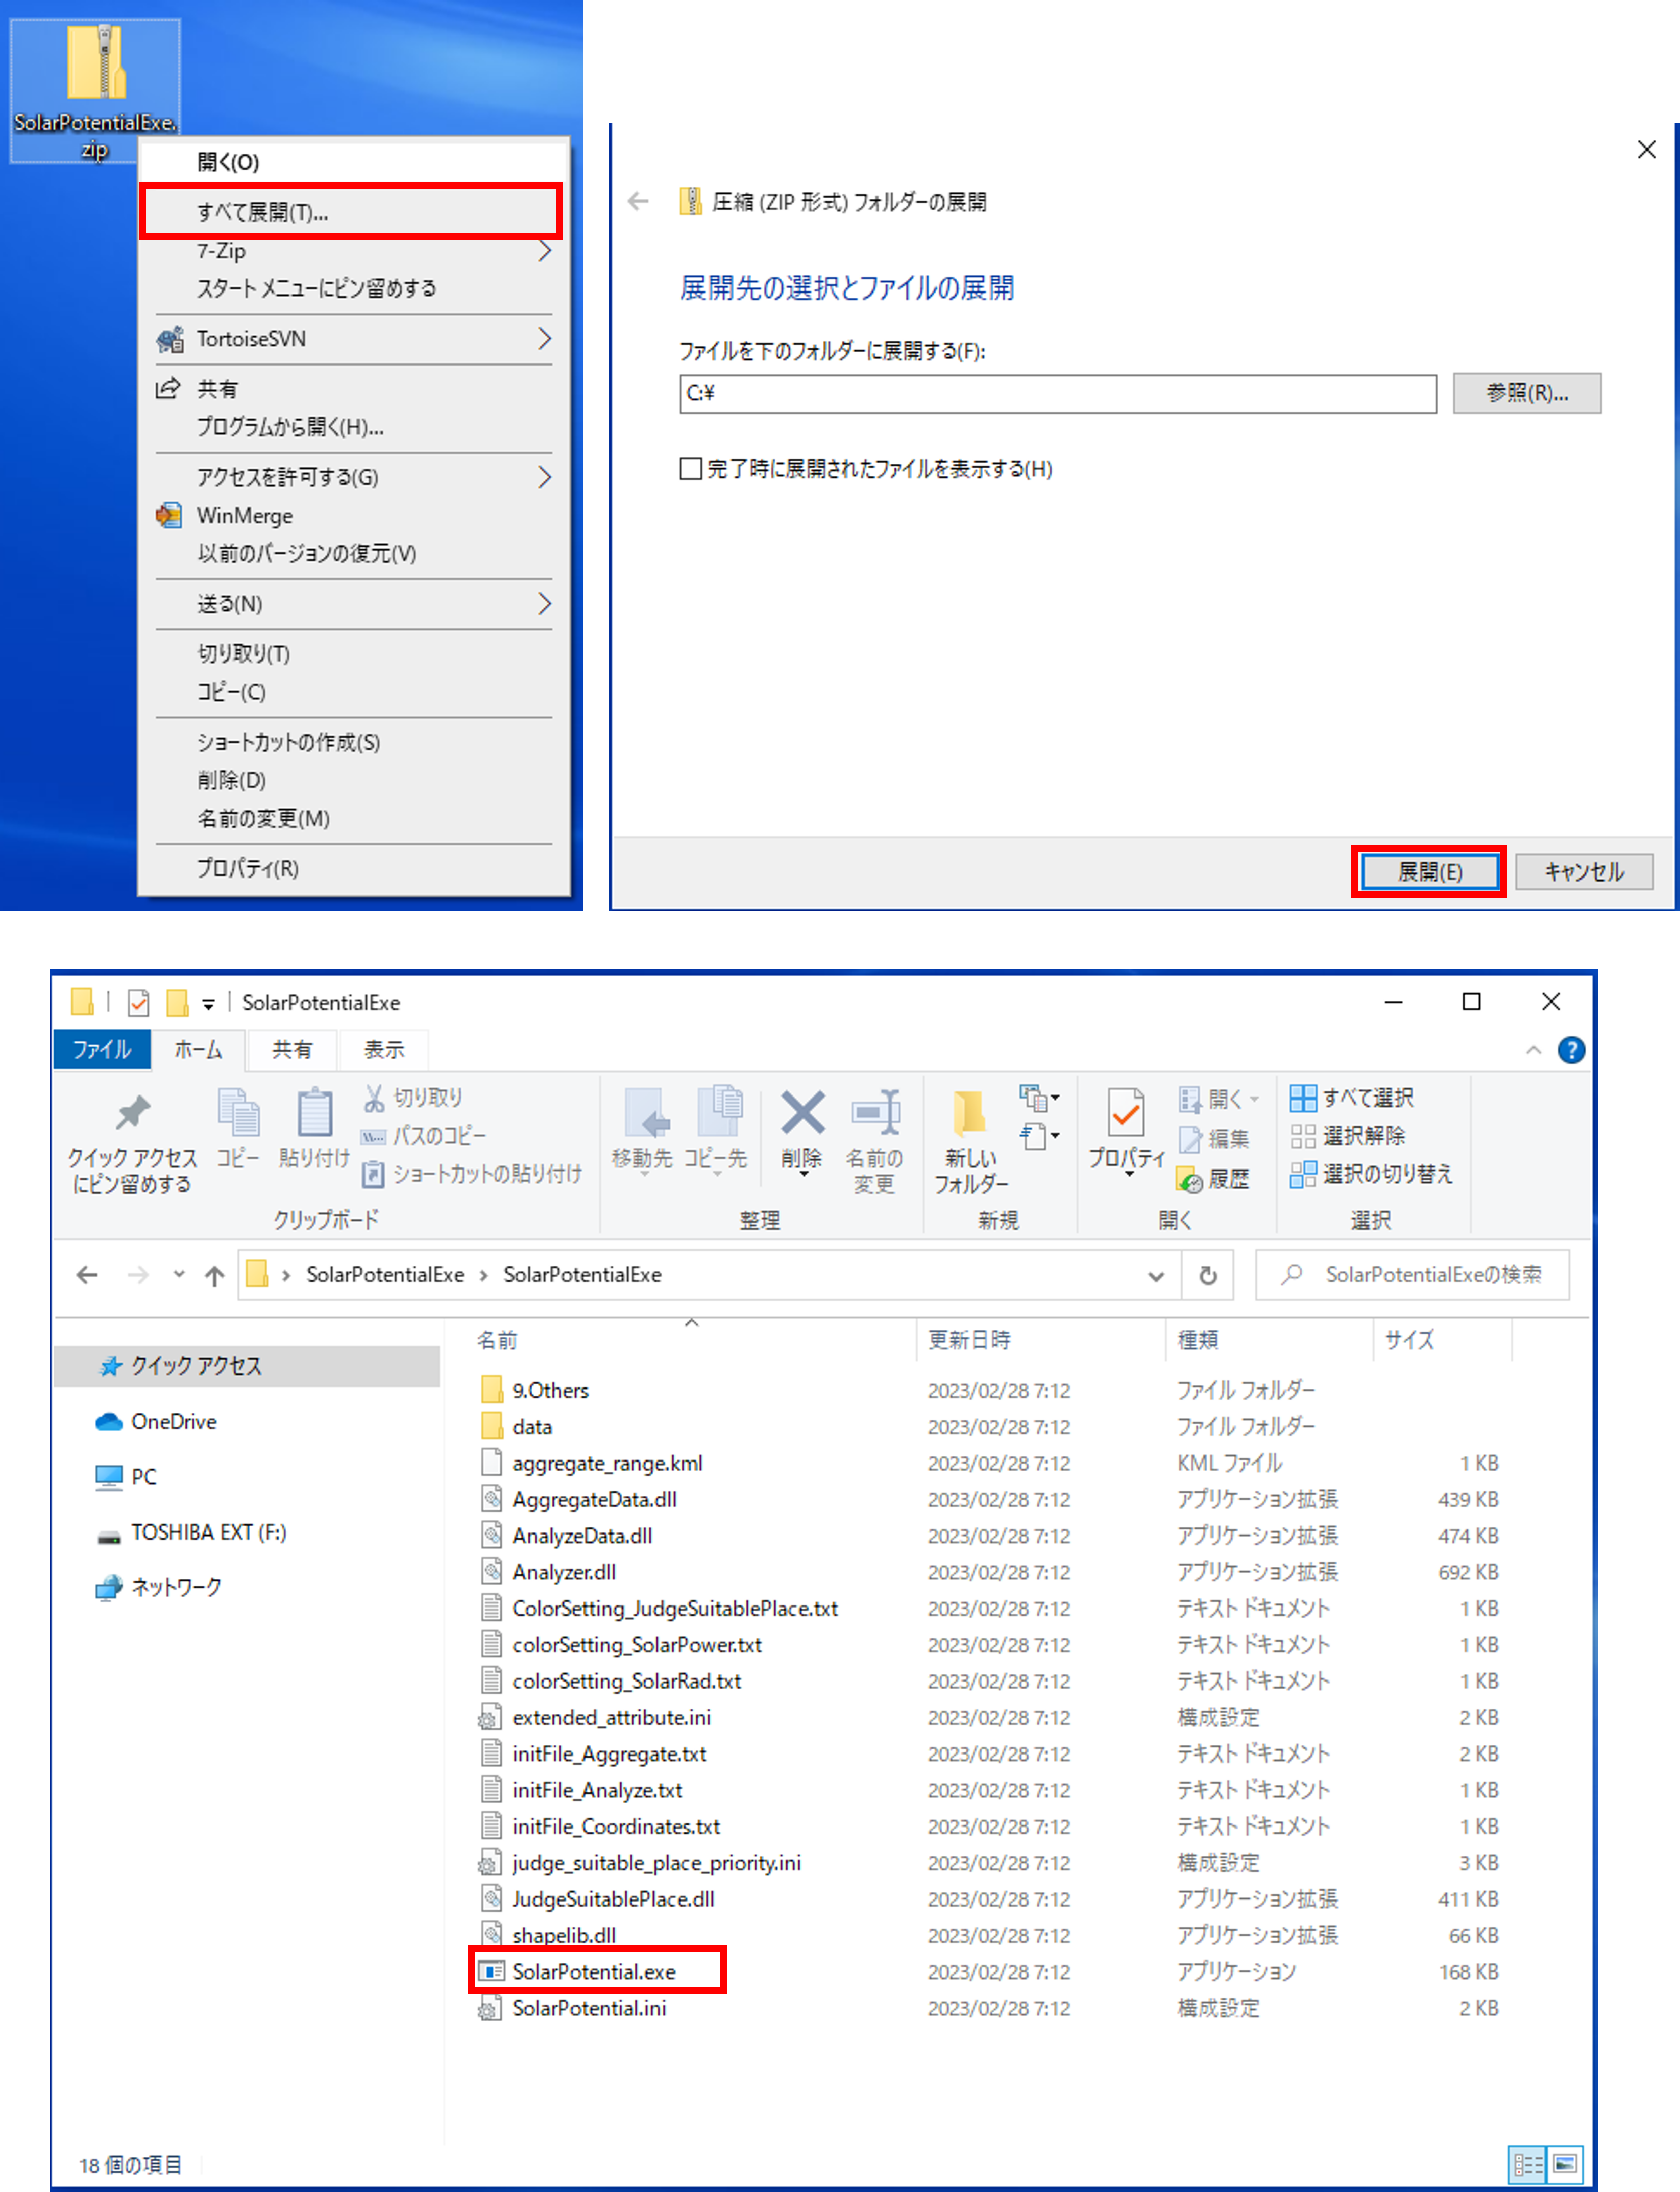 SolarPotentialExe.
zip
開く(O)
すべて展開(T)...
7-Zip
スタート メニューにピン留めする
TortoiseSVN
共有
プログラムから開く(H)...
アクセスを許可する(G)
WinMerge
以前のバージョンの復元(V)
送る(N)
切り取り(T)
コピー(C)
ショートカットの作成(S)
削除(D)
名前の変更(M)
プロパティ(R)
圧縮 (ZIP 形式) フォルダーの展開
展開先の選択とファイルの展開
ファイルを下のフォルダーに展開する(F):
C:¥
参照(R)...
完了時に展開されたファイルを表示する(H)
展開(E)
キャンセル
SolarPotentialExe
ファイル ホーム 共有 表示
クイック アクセス
にピン留めする
コピー
貼り付け
切り取り
パスのコピー
ショートカットの貼り付け
クリップボード
移動先
コピー先
削除
名前の
変更
整理
新しい
フォルダー
新規
プロパティ
開く
編集
履歴
開く
すべて選択
選択解除
選択の切り替え
選択
SolarPotentialExe › SolarPotentialExe
SolarPotentialExeの検索
クイック アクセス
OneDrive
PC
TOSHIBA EXT (F:)
ネットワーク
名前 更新日時 種類 サイズ
9.Others 2023/02/28 7:12 ファイル フォルダー
data 2023/02/28 7:12 ファイル フォルダー
aggregate_range.kml 2023/02/28 7:12 KML ファイル 1 KB
AggregateData.dll 2023/02/28 7:12 アプリケーション拡張 439 KB
AnalyzeData.dll 2023/02/28 7:12 アプリケーション拡張 474 KB
Analyzer.dll 2023/02/28 7:12 アプリケーション拡張 692 KB
ColorSetting_JudgeSuitablePlace.txt 2023/02/28 7:12 テキスト ドキュメント 1 KB
colorSetting_SolarPower.txt 2023/02/28 7:12 テキスト ドキュメント 1 KB
colorSetting_SolarRad.txt 2023/02/28 7:12 テキスト ドキュメント 1 KB
extended_attribute.ini 2023/02/28 7:12 構成設定 2 KB
initFile_Aggregate.txt 2023/02/28 7:12 テキスト ドキュメント 2 KB
initFile_Analyze.txt 2023/02/28 7:12 テキスト ドキュメント 1 KB
initFile_Coordinates.txt 2023/02/28 7:12 テキスト ドキュメント 1 KB
judge_suitable_place_priority.ini 2023/02/28 7:12 構成設定 3 KB
JudgeSuitablePlace.dll 2023/02/28 7:12 アプリケーション拡張 411 KB
shapelib.dll 2023/02/28 7:12 アプリケーション拡張 66 KB
SolarPotential.exe 2023/02/28 7:12 アプリケーション 168 KB
SolarPotential.ini 2023/02/28 7:12 構成設定 2 KB
18 個の項目